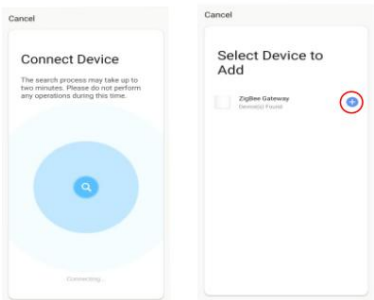 Cancel
Connect Device
The search process may take up to
two minutes. Please do not perform
any operations during this time.
Connecting...
Cancel
Select Device to
Add
ZigBee Gateway
Device(s) Found